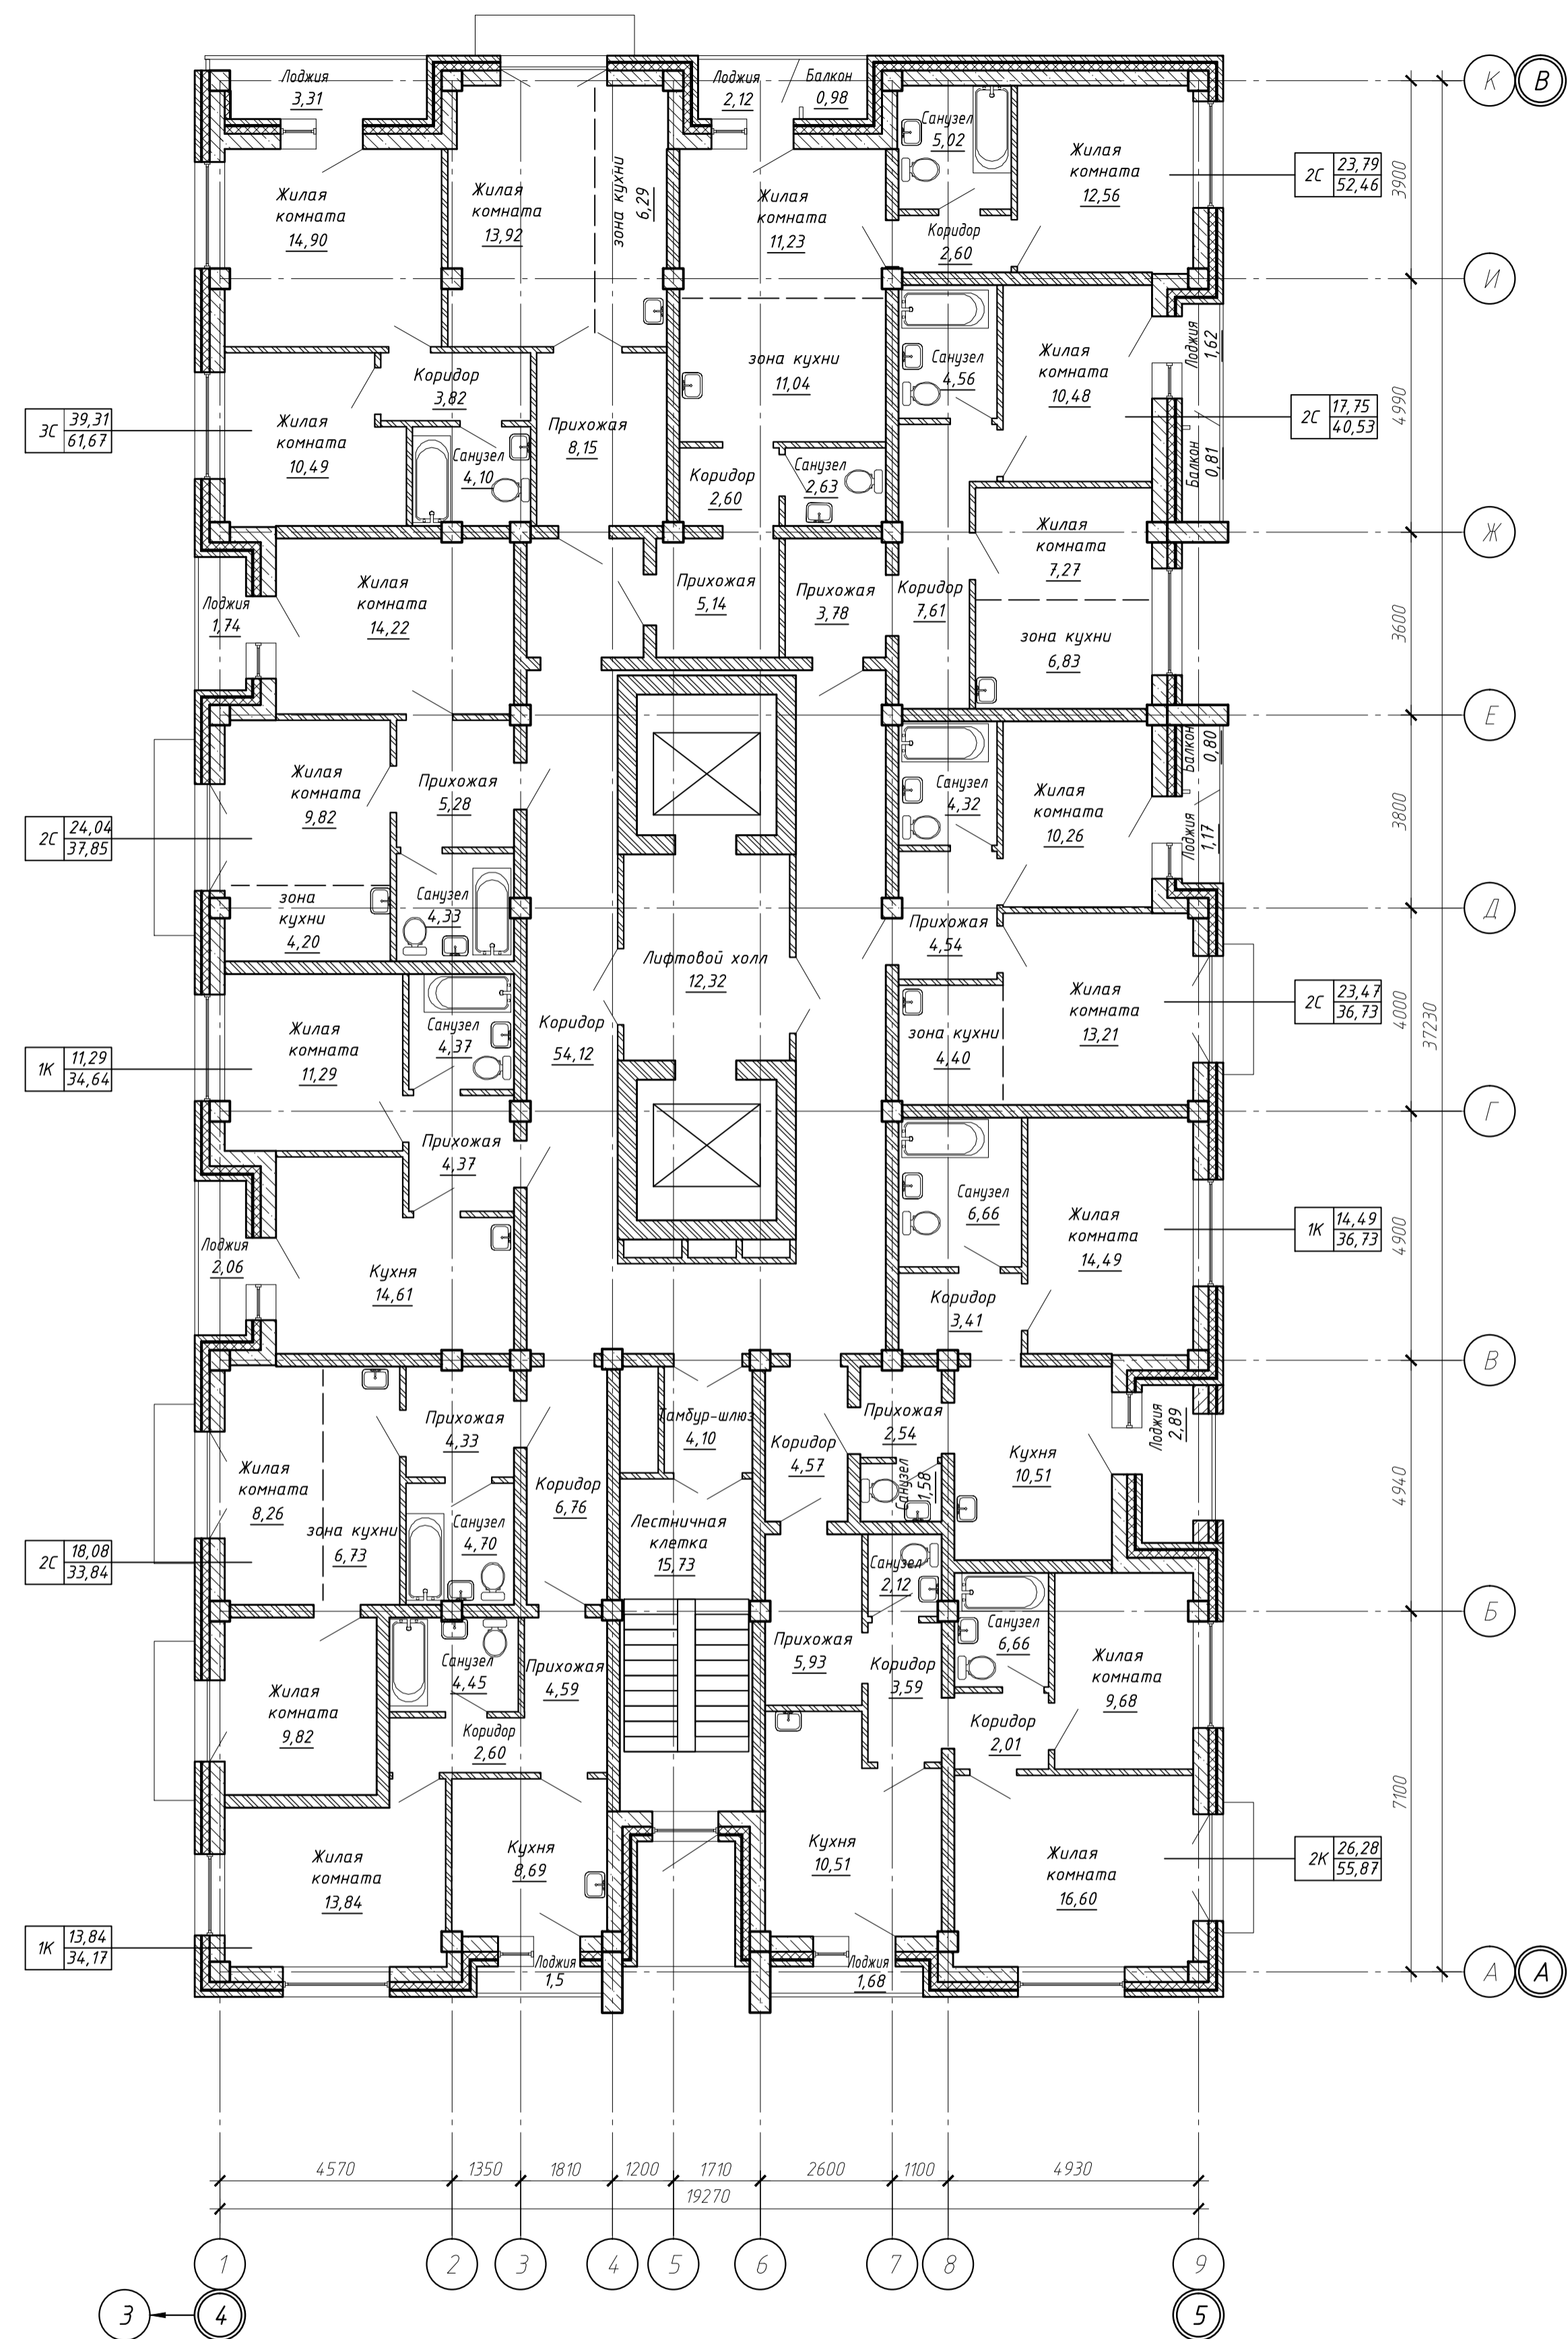 Лоджия
3,31
Лоджия
2,12
Балкон
0,98
К
В
Санузел
5,02
Жилая
комната
12,56
2С
23,79
52,46
3900
Жилая
комната
14,90
Жилая
комната
13,92
зона кухни
6,29
Жилая
комната
11,23
Коридор
2,60
И
Лоджия
1,62
Санузел
4,56
Жилая
комната
10,48
зона кухни
11,04
Коридор
3,82
3С
39,31
61,67
Жилая
комната
10,49
Санузел
4,10
Прихожая
8,15
Коридор
2,60
Санузел
2,63
2С
17,75
40,53
4990
Балкон
0,81
Жилая
комната
7,27
Ж
Жилая
комната
14,22
Прихожая
5,14
Прихожая
3,78
Коридор
7,61
Лоджия
1,74
зона кухни
6,83
3600
Е
Балкон
0,80
Жилая
комната
9,82
Прихожая
5,28
Санузел
4,32
Жилая
комната
10,26
3800
2С
24,04
37,85
Лоджия
1,17
зона
кухни
4,20
Санузел
4,33
Д
Прихожая
4,54
Лифтовой холл
12,32
Жилая
комната
13,21
2С
23,47
36,73
4000
37230
зона кухни
4,40
Жилая
комната
11,29
Санузел
4,37
Коридор
54,12
1К
11,29
34,64
Г
Прихожая
4,37
Санузел
6,66
Жилая
комната
14,49
1К
14,49
36,73
4900
Лоджия
2,06
Кухня
14,61
Коридор
3,41
В
Прихожая
4,33
Тамбур-шлюз
4,10
Прихожая
2,54
Лоджия
2,89
Коридор
4,57
Кухня
10,51
Жилая
комната
8,26
Коридор
6,76
Санузел
1,58
4940
зона кухни
6,73
Санузел
4,70
Лестничная
клетка
15,73
2С
18,08
33,84
Санузел
2,12
Б
Санузел
6,66
Прихожая
5,93
Коридор
3,59
Жилая
комната
9,68
Санузел
4,45
Прихожая
4,59
Жилая
комната
9,82
Коридор
2,60
Коридор
2,01
7100
Кухня
8,69
Кухня
10,51
Жилая
комната
13,84
Жилая
комната
16,60
2К
26,28
55,87
1К
13,84
34,17
Лоджия
1,5
Лоджия
1,68
А
А
4570
1350
1810
1200
1710
2600
1100
4930
19270
1
2
3
4
5
6
7
8
9
3
4
5